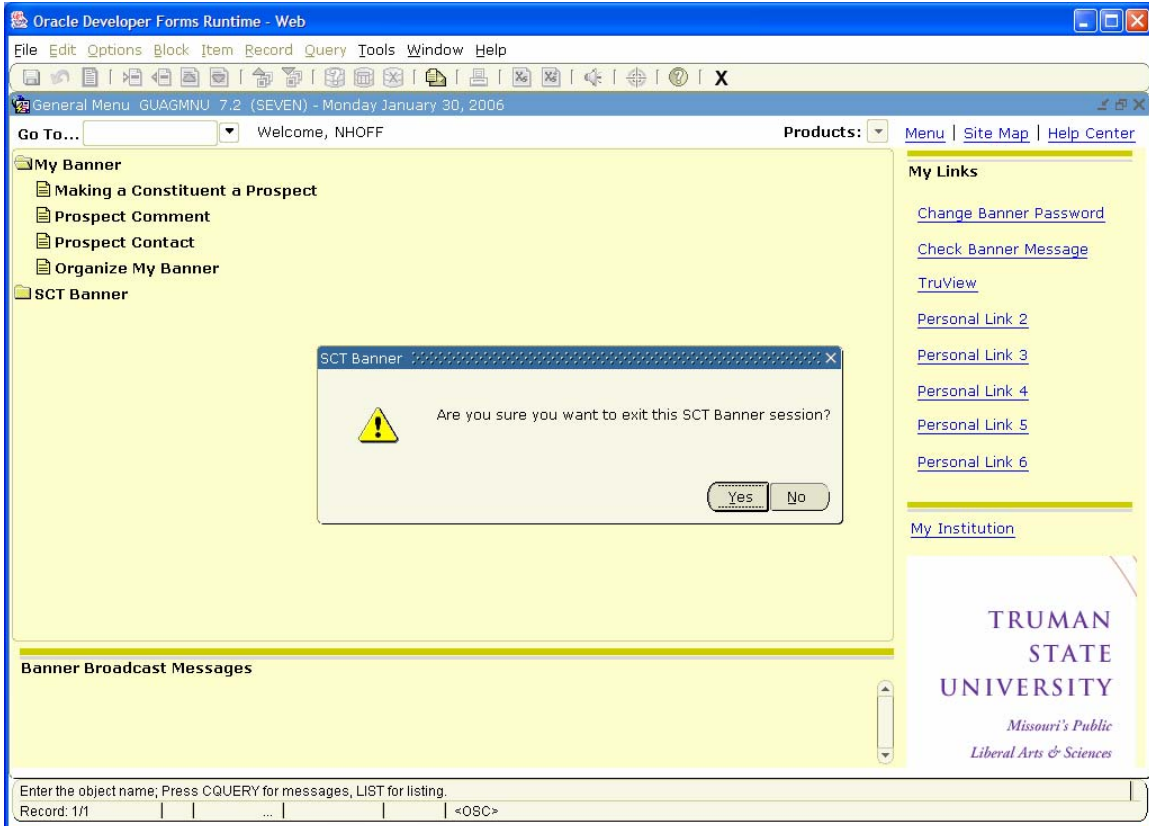 Oracle Developer Forms Runtime - Web
File Edit Options Block Item Record Query Tools Window Help
General Menu GUAGMNU 7.2 (SEVEN) - Monday January 30, 2006
Go To... Welcome, NHOFF Products: Menu | Site Map | Help Center
My Banner
Making a Constituent a Prospect
Prospect Comment
Prospect Contact
Organize My Banner
SCT Banner
My Links
Change Banner Password
Check Banner Message
TruView
Personal Link 2
Personal Link 3
Personal Link 4
Personal Link 5
Personal Link 6
SCT Banner
Are you sure you want to exit this SCT Banner session?
Yes No
My Institution
TRUMAN
STATE
UNIVERSITY
Missouri's Public
Liberal Arts & Sciences
Banner Broadcast Messages
Enter the object name; Press CQUERY for messages, LIST for listing.
Record: 1/1 ... <OSC>